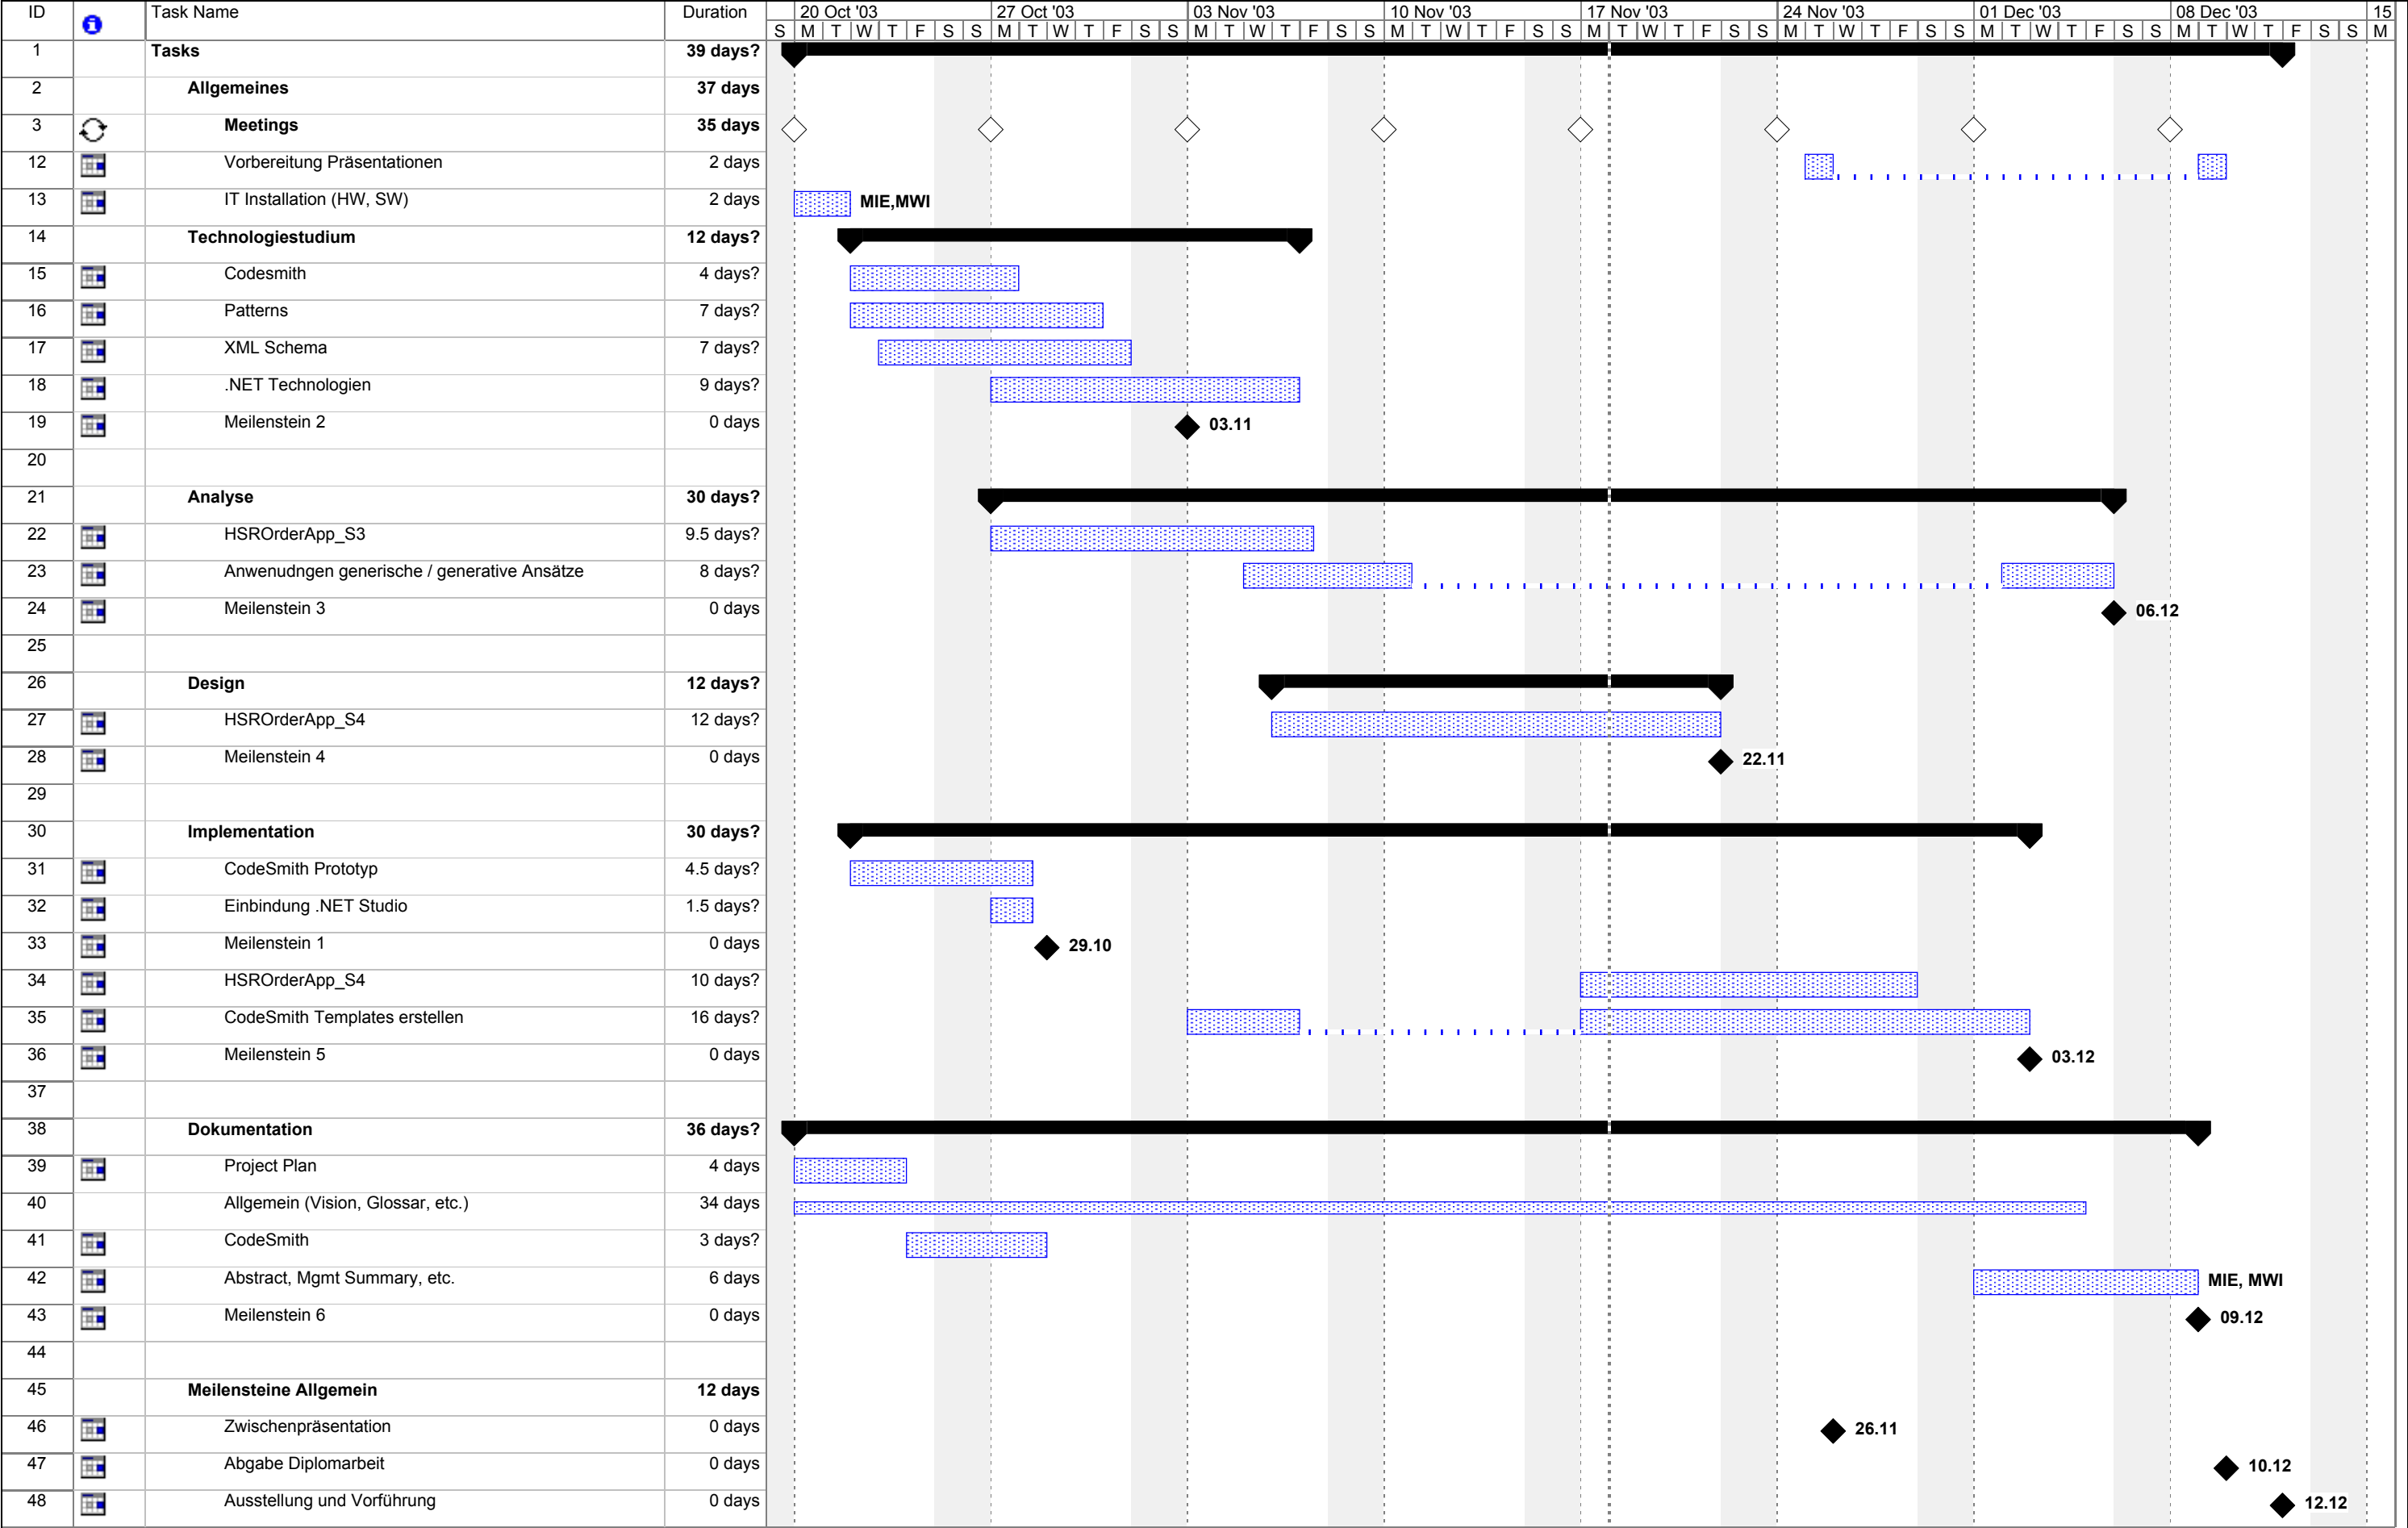 ID Task Name Duration 20 Oct '03 27 Oct '03 03 Nov '03 10 Nov '03 17 Nov '03 24 Nov '03 01 Dec '03 08 Dec '03 15
S M T W T F S S M T W T F S S M T W T F S S M T W T F S S M T W T F S S M T W T F S S M T W T F S S M T W T F S S M
1 Tasks 39 days?
2 Allgemeines 37 days
3 Meetings 35 days
12 Vorbereitung Präsentationen 2 days
13 IT Installation (HW, SW) 2 days MIE,MWI
14 Technologiestudium 12 days?
15 Codesmith 4 days?
16 Patterns 7 days?
17 XML Schema 7 days?
18 .NET Technologien 9 days?
19 Meilenstein 2 0 days 03.11
20
21 Analyse 30 days?
22 HSROrderApp_S3 9.5 days?
23 Anwenudngen generische / generative Ansätze 8 days?
24 Meilenstein 3 0 days 06.12
25
26 Design 12 days?
27 HSROrderApp_S4 12 days?
28 Meilenstein 4 0 days 22.11
29
30 Implementation 30 days?
31 CodeSmith Prototyp 4.5 days?
32 Einbindung .NET Studio 1.5 days?
33 Meilenstein 1 0 days 29.10
34 HSROrderApp_S4 10 days?
35 CodeSmith Templates erstellen 16 days?
36 Meilenstein 5 0 days 03.12
37
38 Dokumentation 36 days?
39 Project Plan 4 days
40 Allgemein (Vision, Glossar, etc.) 34 days
41 CodeSmith 3 days?
42 Abstract, Mgmt Summary, etc. 6 days MIE, MWI
43 Meilenstein 6 0 days 09.12
44
45 Meilensteine Allgemein 12 days
46 Zwischenpräsentation 0 days 26.11
47 Abgabe Diplomarbeit 0 days 10.12
48 Ausstellung und Vorführung 0 days 12.12